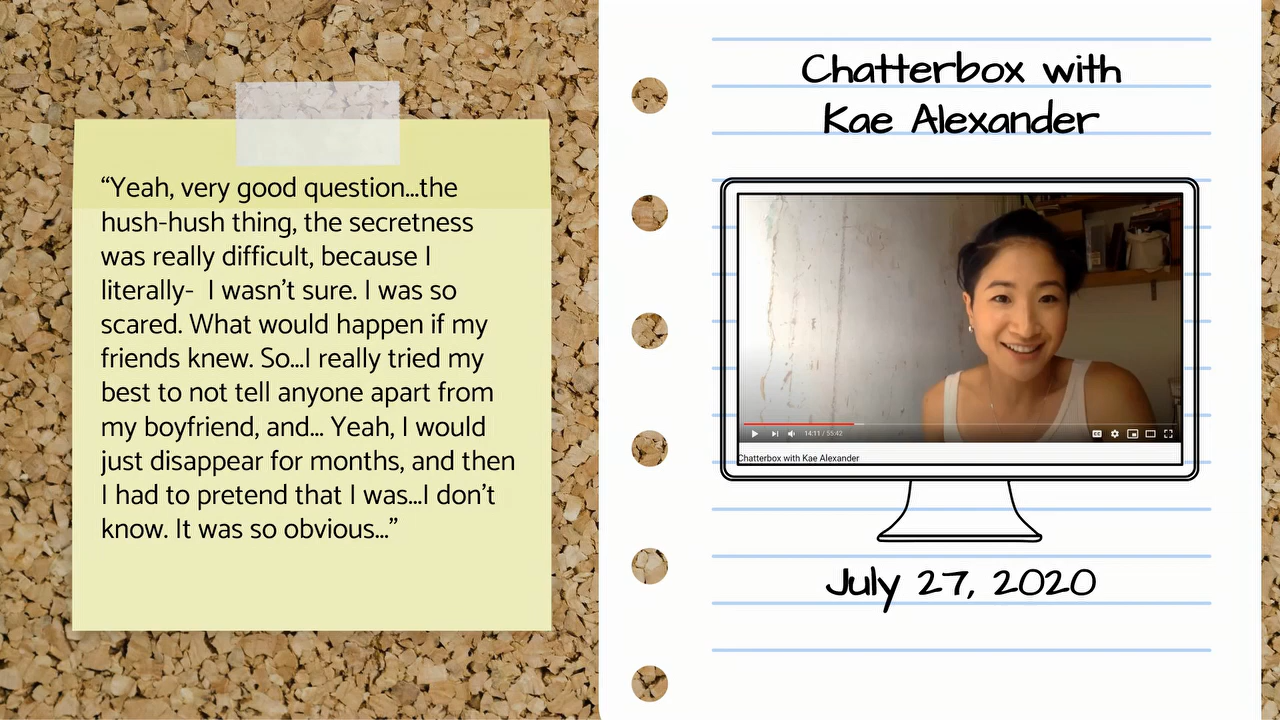 “Yeah, very good question...the
hush-hush thing, the secretness
was really difficult, because I
literally-  I wasn’t sure. I was so
scared. What would happen if my
friends knew. So...I really tried my
best to not tell anyone apart from
my boyfriend, and... Yeah, I would
just disappear for months, and then
I had to pretend that I was...I don’t
know. It was so obvious...”
Chatterbox with
Kae Alexander
14:11 / 55:42
Chatterbox with Kae Alexander
July 27, 2020